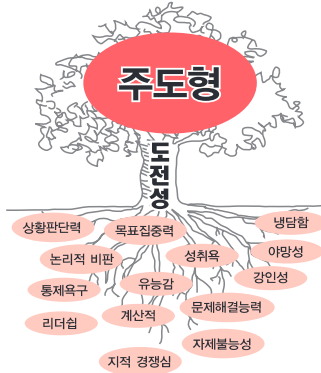 주도형
도전성
상황판단력
목표집중력
냉담함
논리적 비판
성취욕
야망성
통제욕구
유능감
강인성
리더쉽
계산적
문제해결능력
자제불능성
지적 경쟁심